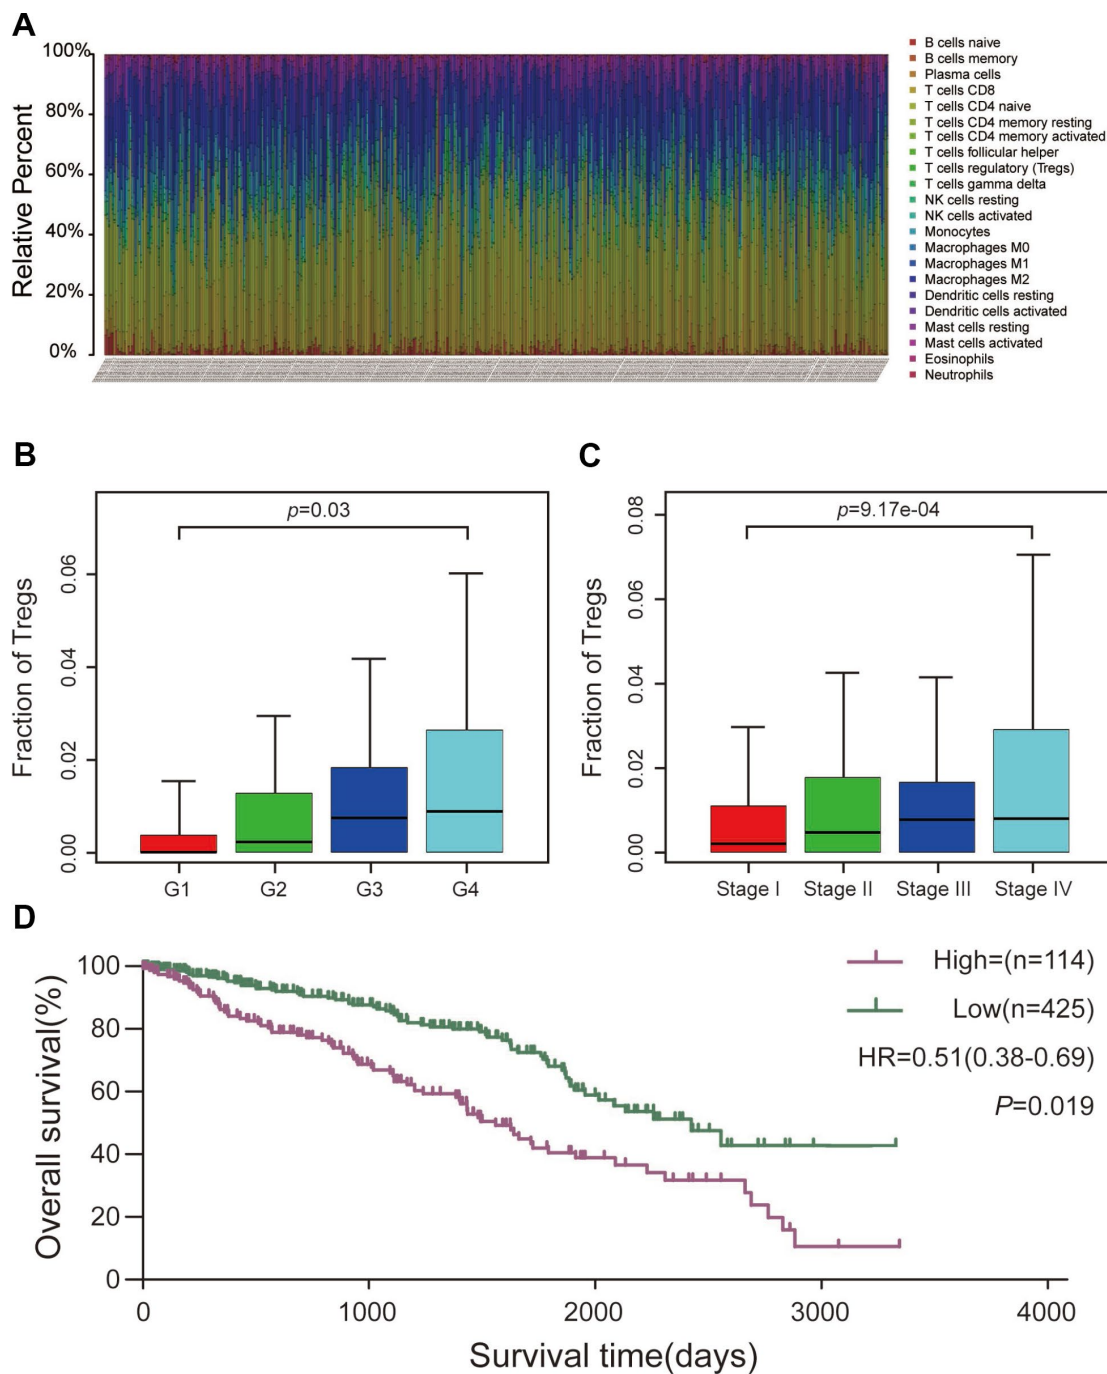 A
100%
80%
60%
40%
20%
0%
Relative Percent
B cells naive
B cells memory
Plasma cells
T cells CD8
T cells CD4 naive
T cells CD4 memory resting
T cells CD4 memory activated
T cells follicular helper
T cells regulatory (Tregs)
T cells gamma delta
NK cells resting
NK cells activated
Monocytes
Macrophages M0
Macrophages M1
Macrophages M2
Dendritic cells resting
Dendritic cells activated
Mast cells resting
Mast cells activated
Eosinophils
Neutrophils
B
p=0.03
Fraction of Tregs
0.06
0.04
0.02
0.00
G1 G2 G3 G4
C
p=9.17e-04
Fraction of Tregs
0.08
0.06
0.04
0.02
0.00
Stage I Stage II Stage III Stage IV
D
Overall survival(%)
100
80
60
40
20
0
High=(n=114)
Low(n=425)
HR=0.51(0.38-0.69)
P=0.019
0 1000 2000 3000 4000
Survival time(days)